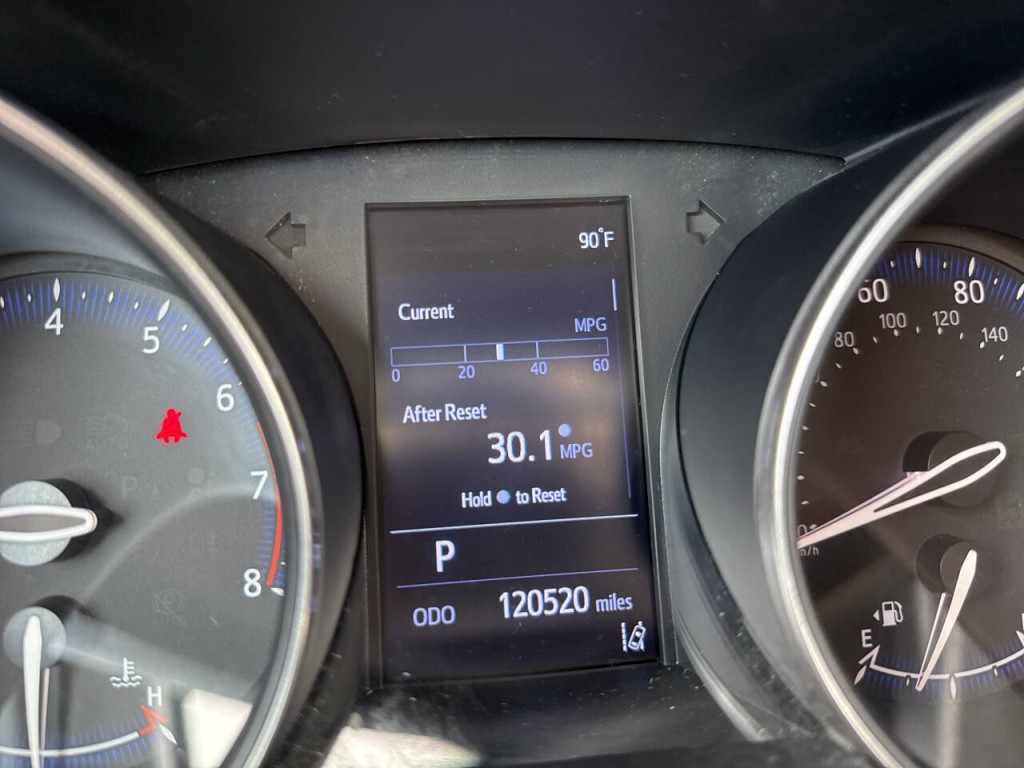 90°F
Current
MPG
0 20 40 60
After Reset
30.1 MPG
Hold to Reset
P
ODO 120520 miles
4
5
6
7
8
H
60
80
80
100
120
140
E